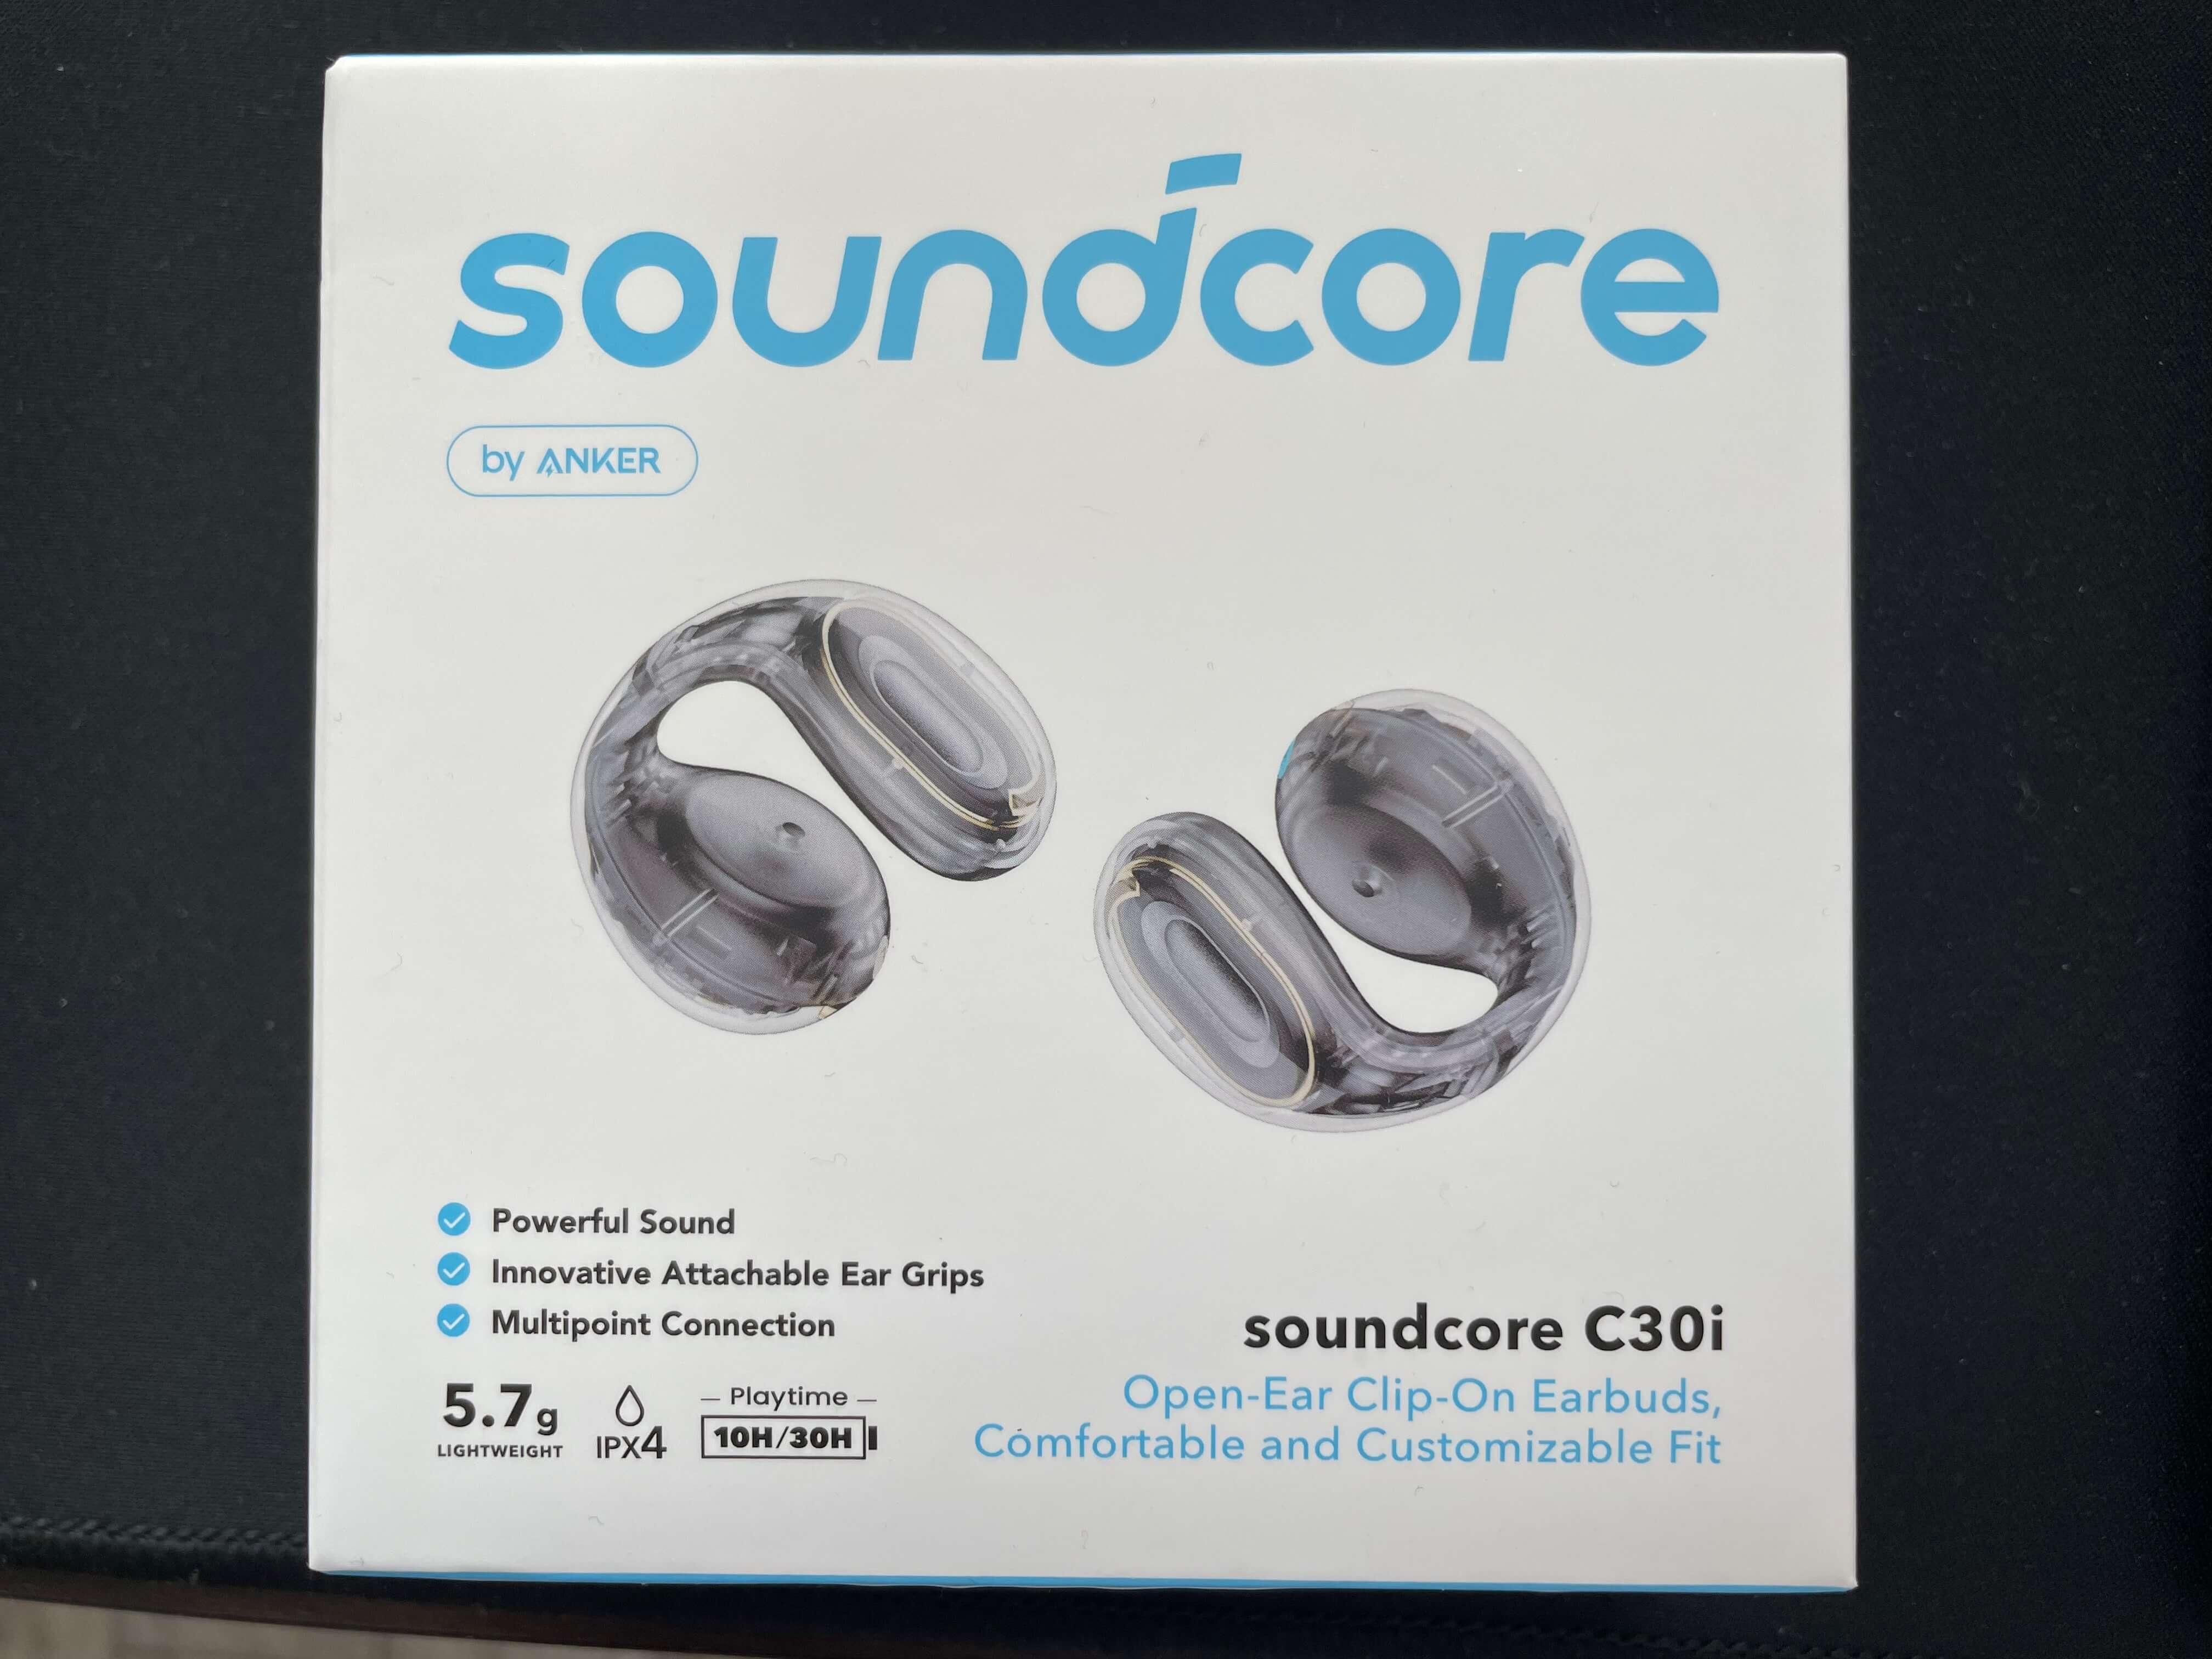 soundcore
by ANKER
Powerful Sound
Innovative Attachable Ear Grips
Multipoint Connection
5.7g
LIGHTWEIGHT
IPX4
Playtime
10H/30H
soundcore C30i
Open-Ear Clip-On Earbuds,
Comfortable and Customizable Fit